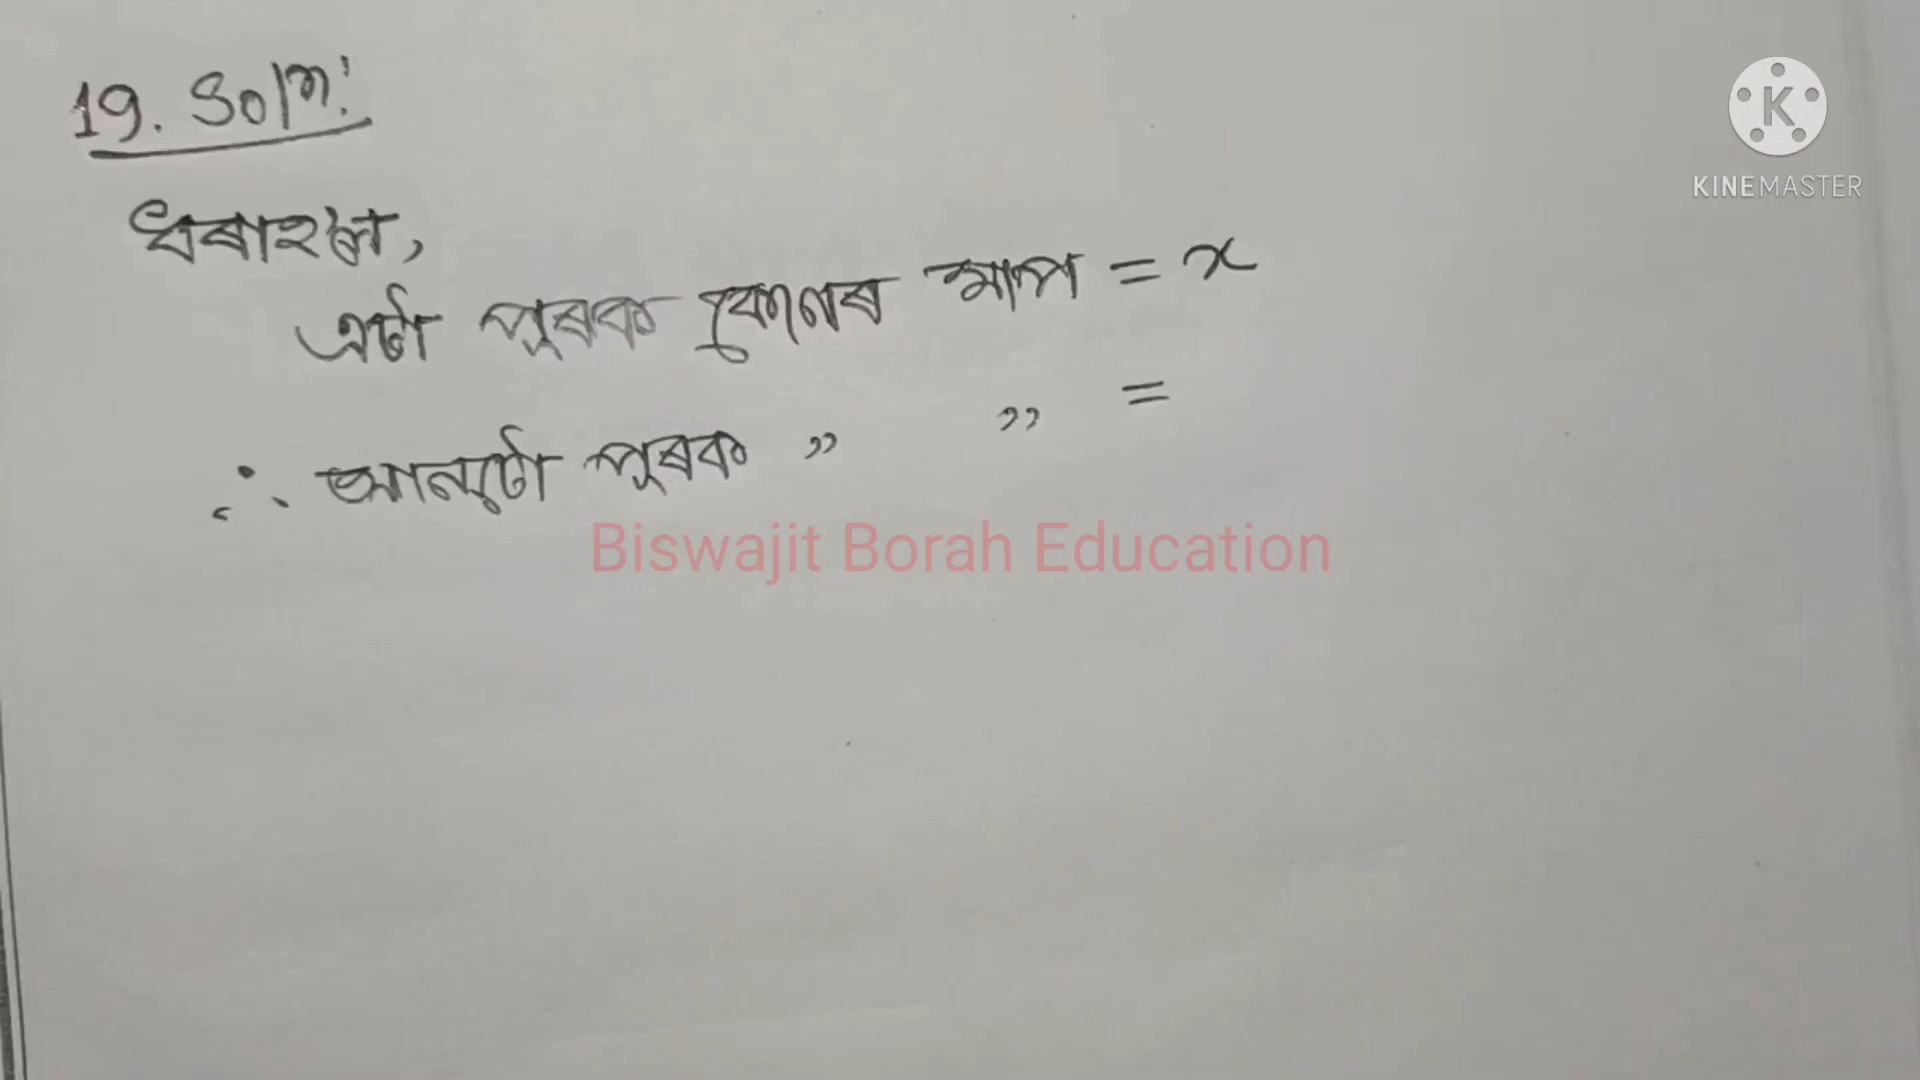 19. Solⁿ:
ধৰাহ'ল,
এটা পূৰক কোণৰ মাপ = x
∴ আনটো পূৰক " " =
Biswajit Borah Education
K
KINEMASTER